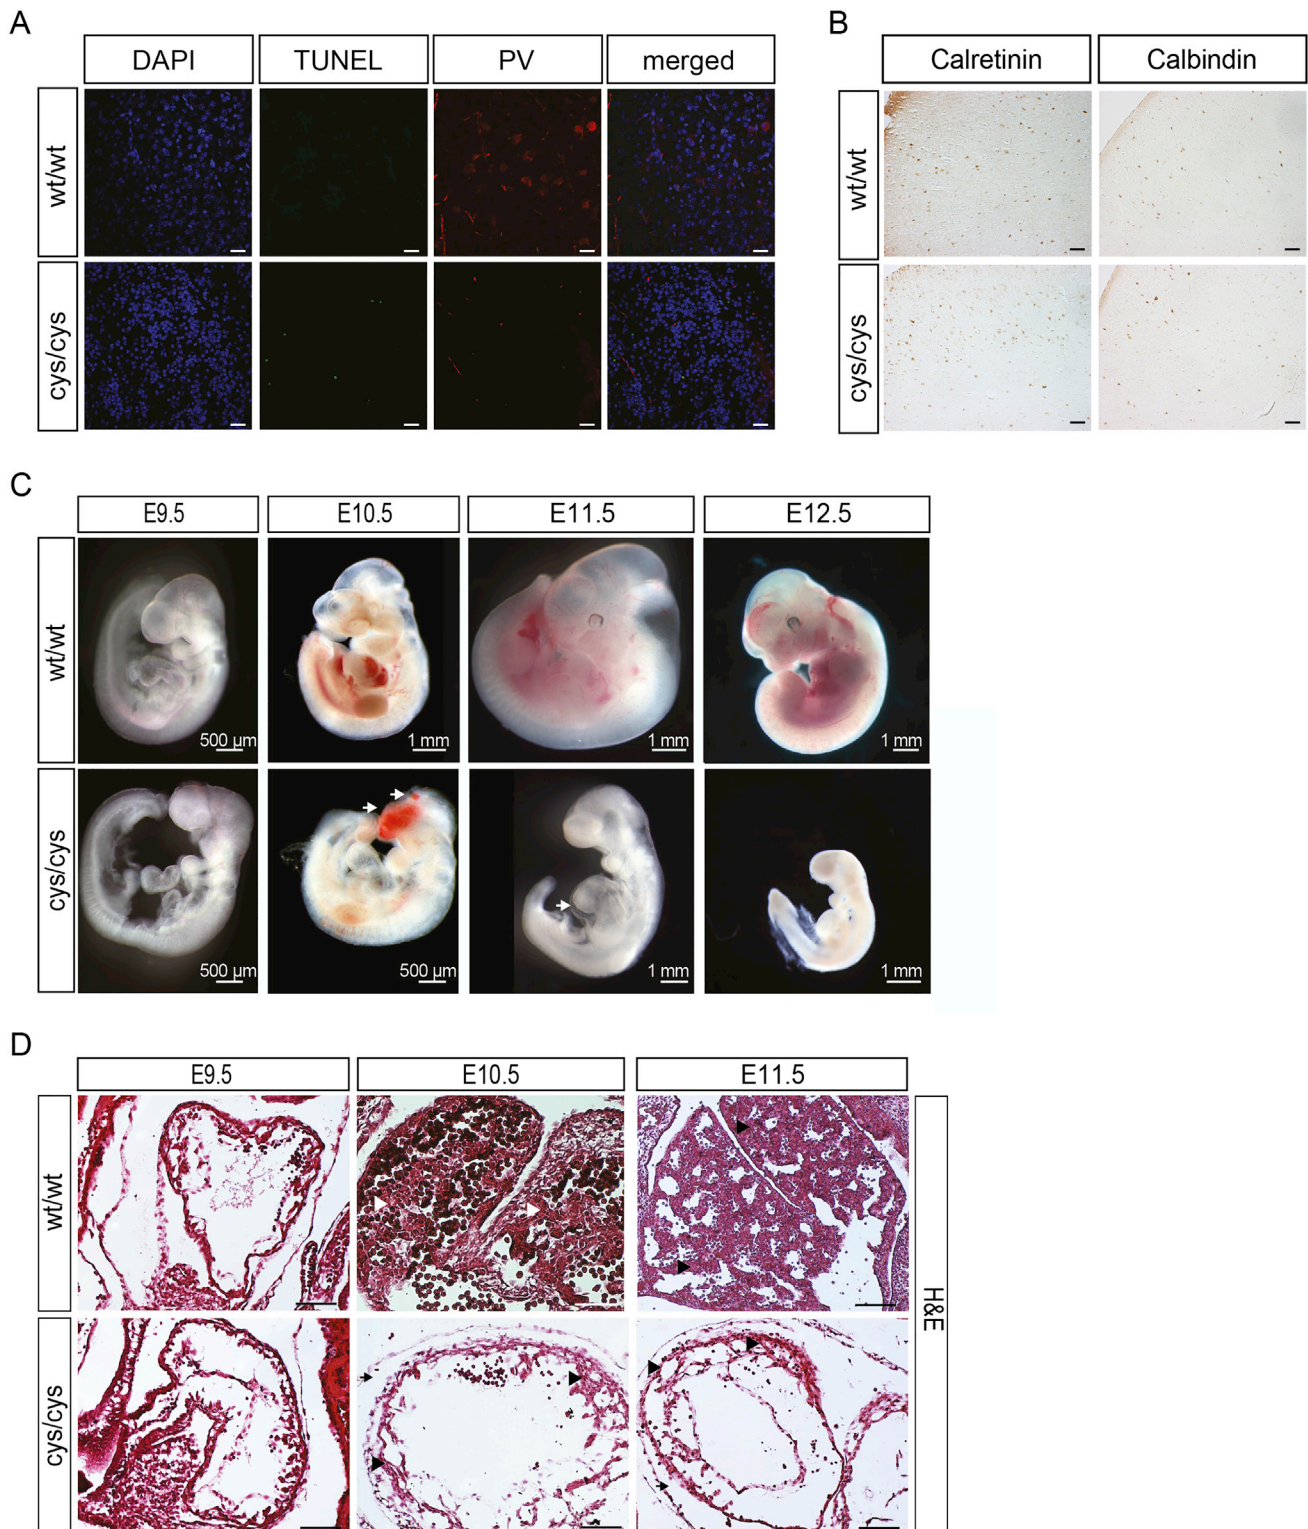 A
DAPI
TUNEL
PV
merged
wt/wt
cys/cys
B
Calretinin
Calbindin
wt/wt
cys/cys
C
E9.5
E10.5
E11.5
E12.5
wt/wt
500 µm
1 mm
1 mm
1 mm
cys/cys
500 µm
500 µm
1 mm
1 mm
D
E9.5
E10.5
E11.5
wt/wt
cys/cys
H&E